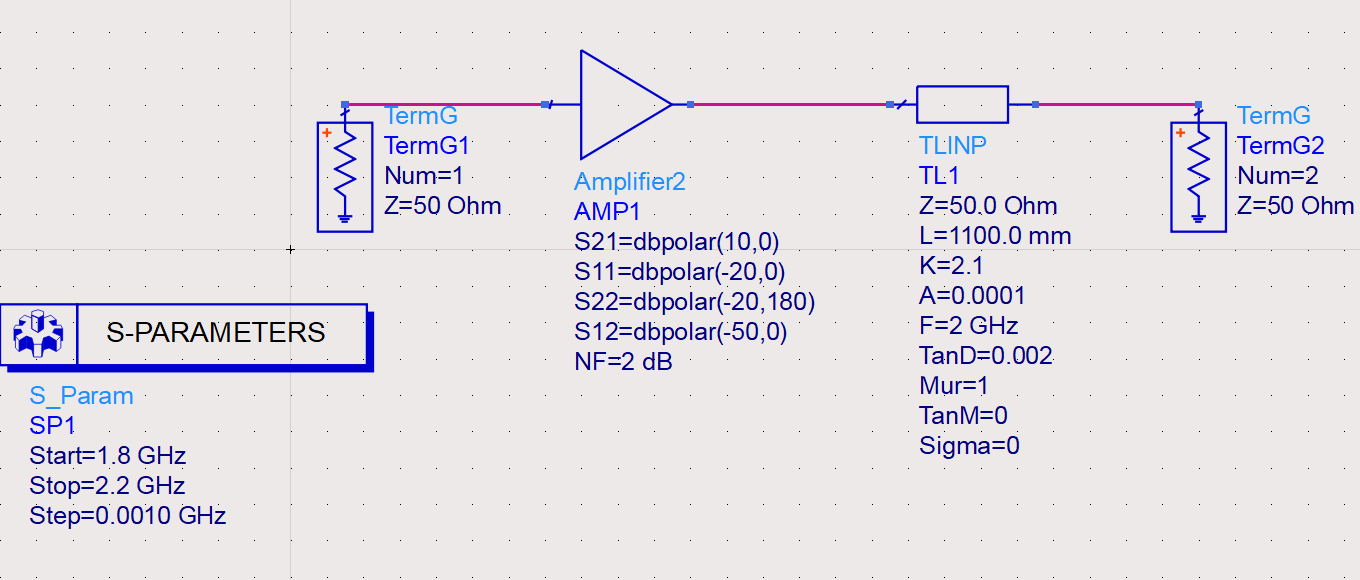 TermG
TermG1
Num=1
Z=50 Ohm
Amplifier2
AMP1
S21=dbpolar(10,0)
S11=dbpolar(-20,0)
S22=dbpolar(-20,180)
S12=dbpolar(-50,0)
NF=2 dB
TLINP
TL1
Z=50.0 Ohm
L=1100.0 mm
K=2.1
A=0.0001
F=2 GHz
TanD=0.002
Mur=1
TanM=0
Sigma=0
TermG
TermG2
Num=2
Z=50 Ohm
S-PARAMETERS
S_Param
SP1
Start=1.8 GHz
Stop=2.2 GHz
Step=0.0010 GHz